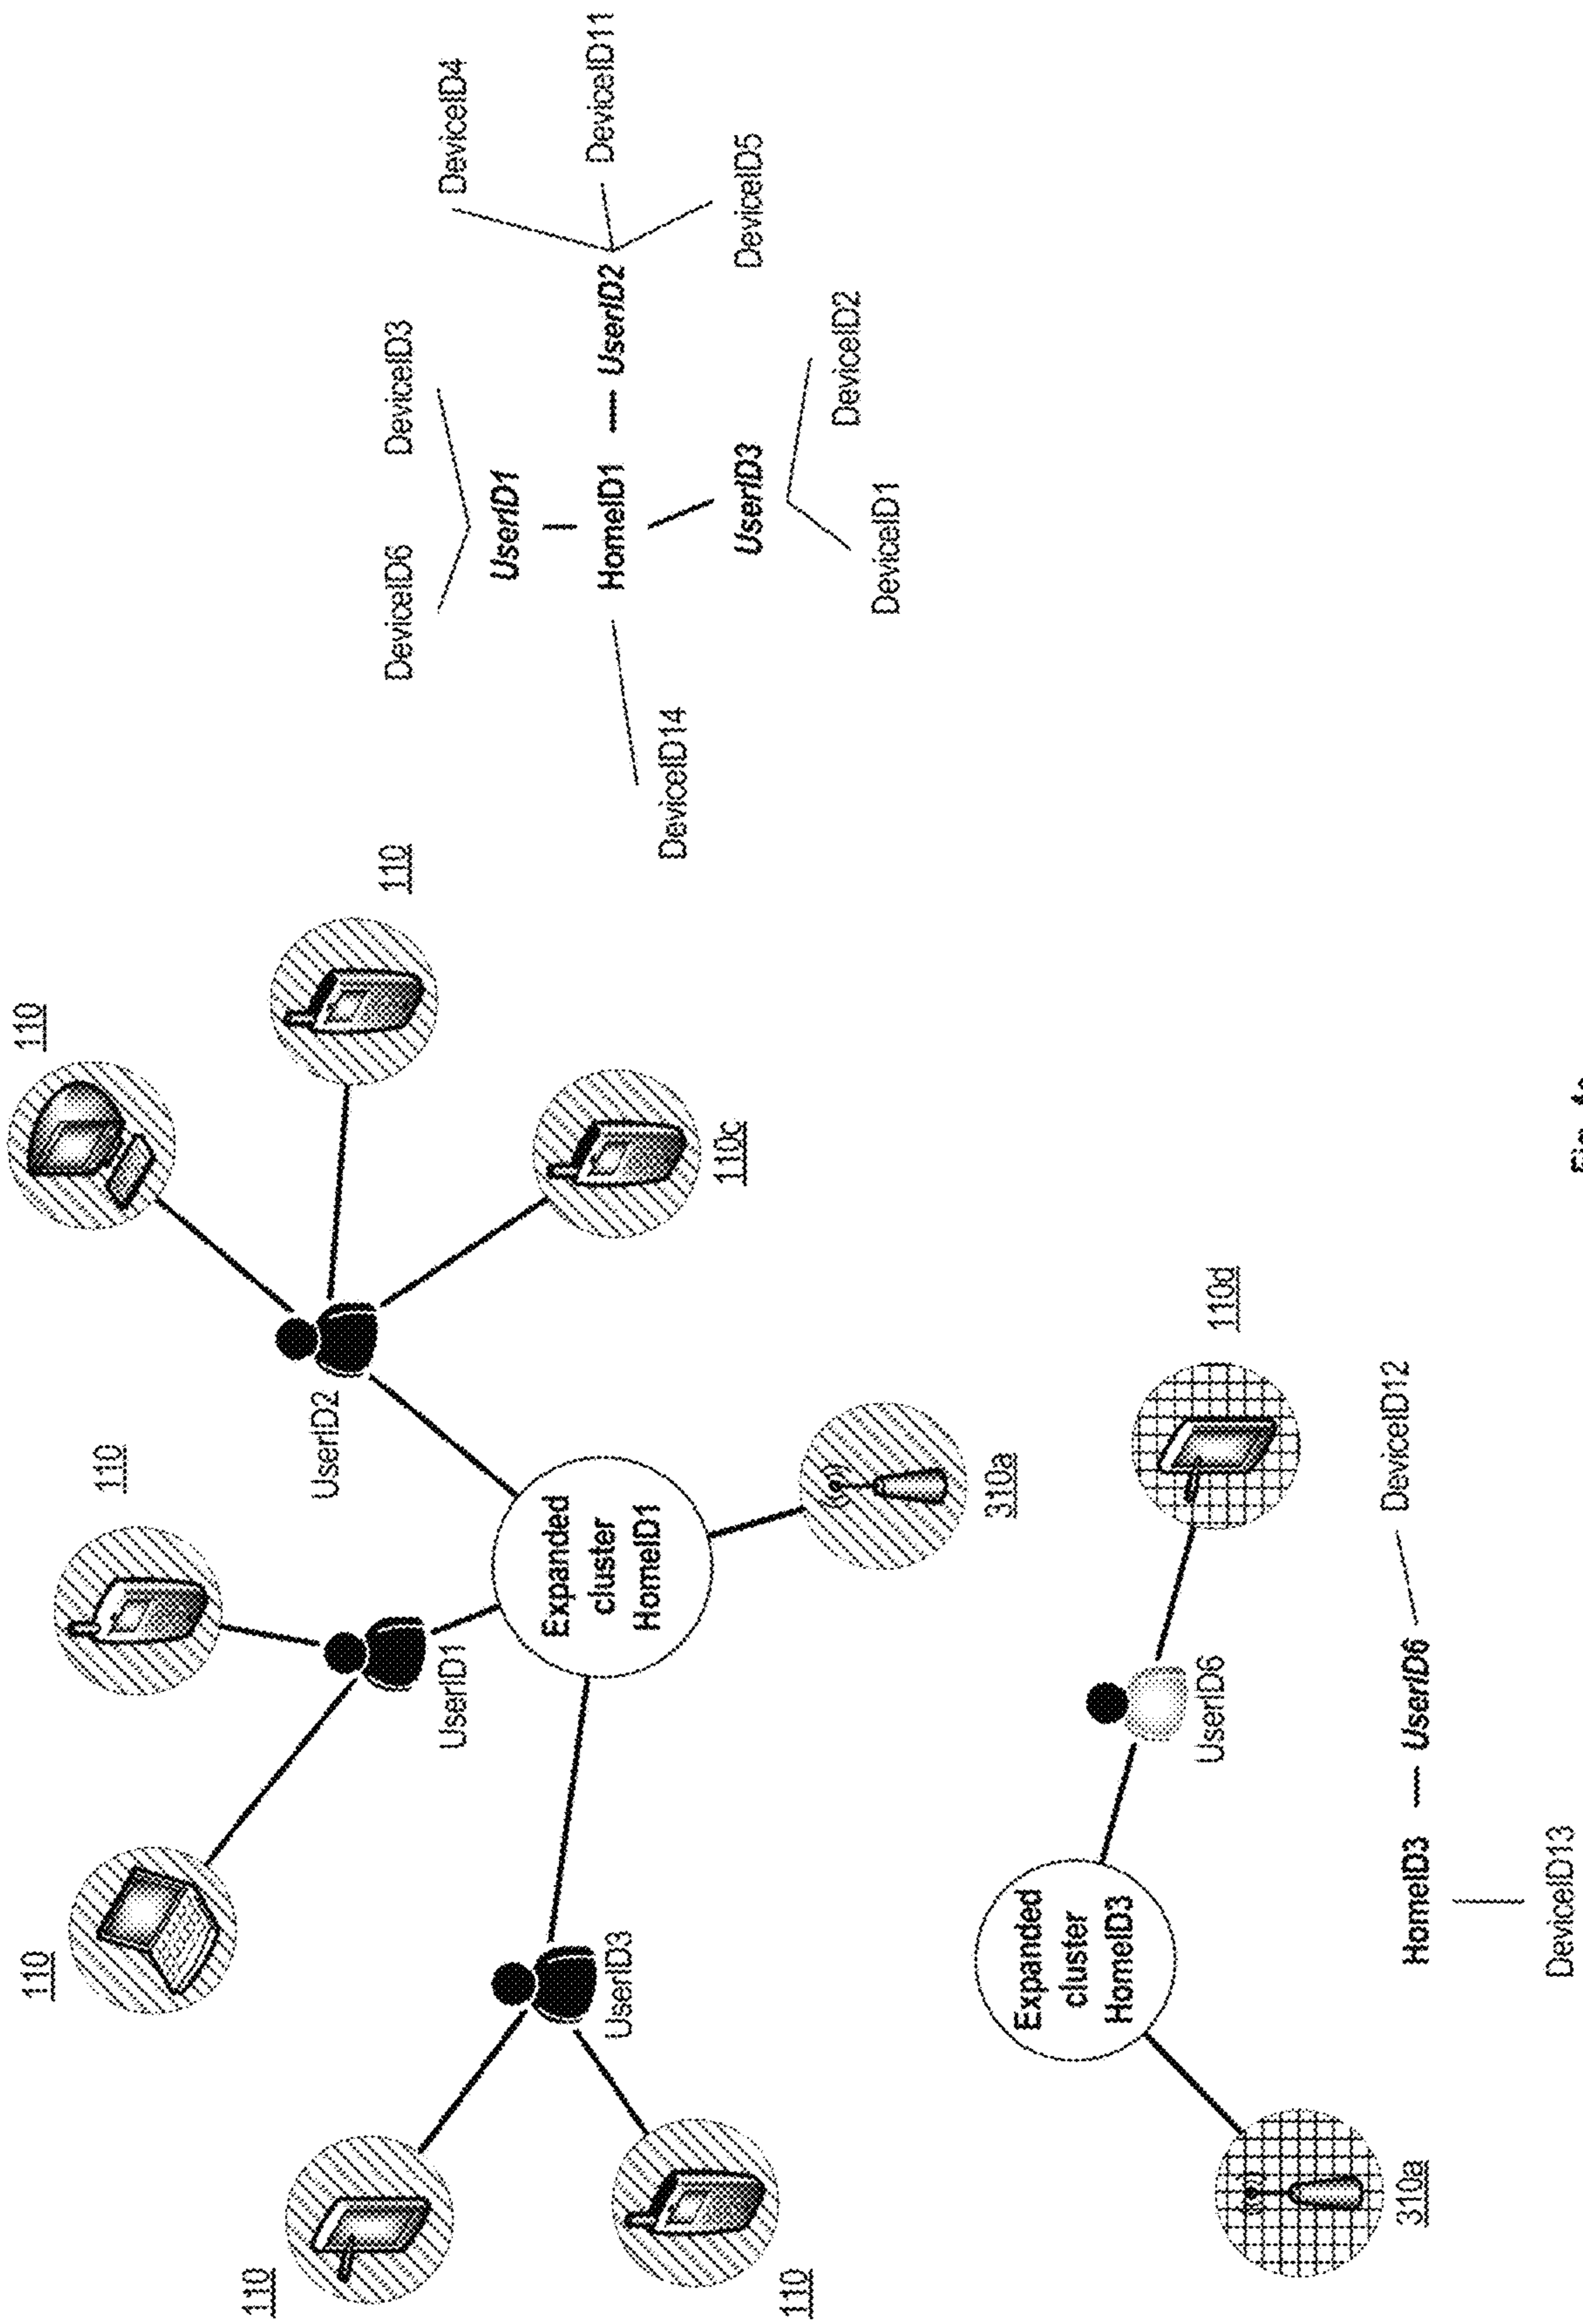 110
110
UserID1
110
110
UserID2
110
110c
110
UserID3
110
Expanded
cluster
HomeID1
310a
DeviceID6
DeviceID3
UserID1
DeviceID4
DeviceID11
DeviceID5
HomeID1
UserID2
DeviceID14
UserID3
DeviceID1
DeviceID2
Expanded
cluster
HomeID3
UserID6
110d
310a
HomeID3
UserID6
DeviceID12
DeviceID13